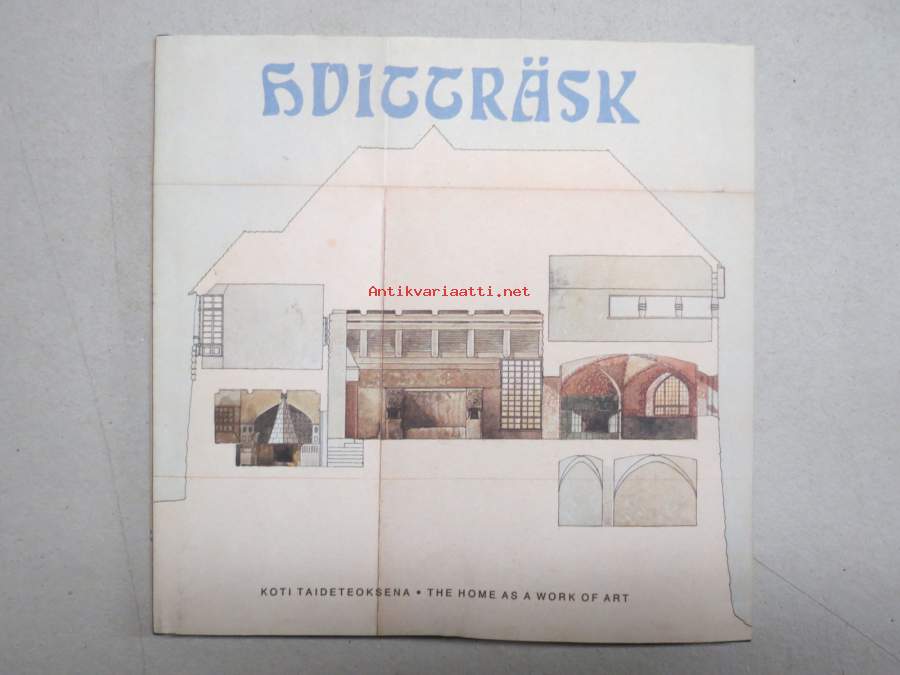 HVITTRÄSK
Antikvariaatti.net
KOTI TAIDETEOKSENA • THE HOME AS A WORK OF ART